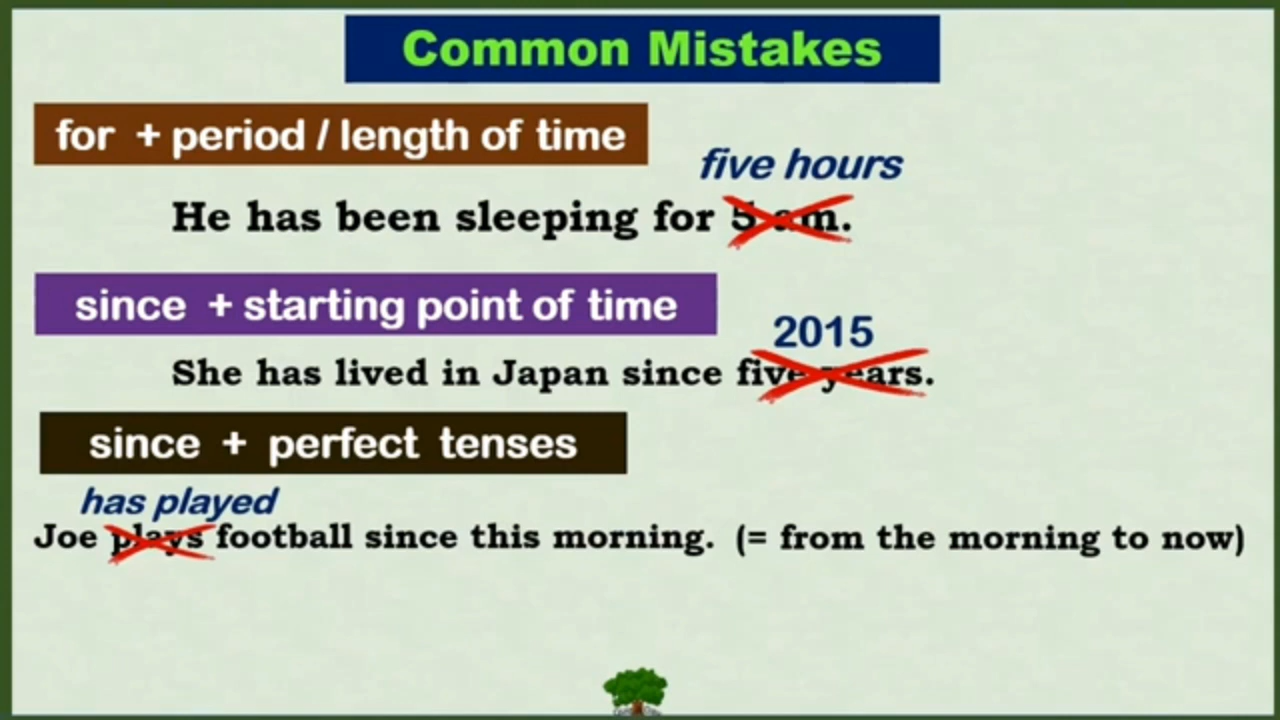 Common Mistakes
for + period / length of time
five hours
He has been sleeping for 5 am.
since + starting point of time
2015
She has lived in Japan since five years.
since + perfect tenses
has played
Joe plays football since this morning. (= from the morning to now)